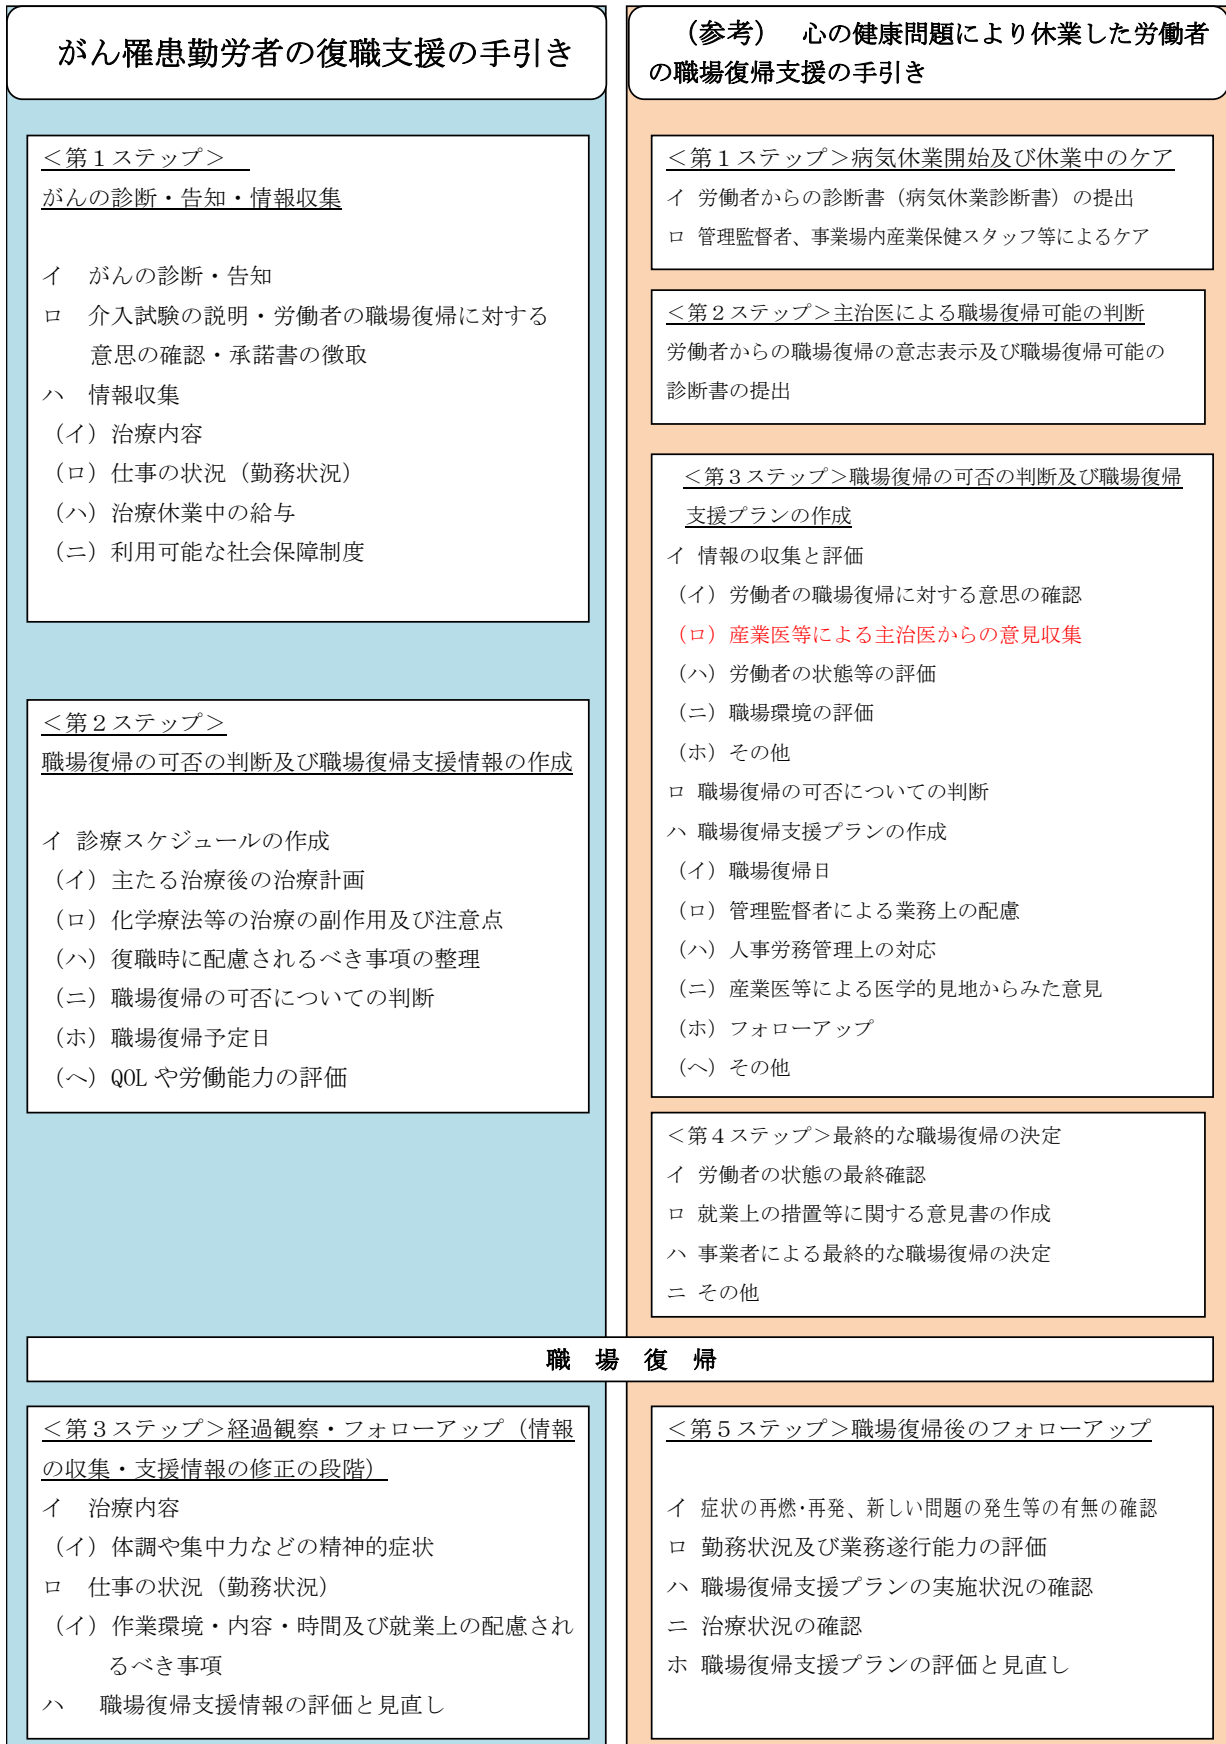 がん罹患勤労者の復職支援の手引き
＜第１ステップ＞
がんの診断・告知・情報収集
イ　がんの診断・告知
ロ　介入試験の説明・労働者の職場復帰に対する
意思の確認・承諾書の徴取
ハ　情報収集
（イ）治療内容
（ロ）仕事の状況（勤務状況）
（ハ）治療休業中の給与
（ニ）利用可能な社会保障制度
＜第２ステップ＞
職場復帰の可否の判断及び職場復帰支援情報の作成
イ 診療スケジュールの作成
（イ）主たる治療後の治療計画
（ロ）化学療法等の治療の副作用及び注意点
（ハ）復職時に配慮されるべき事項の整理
（ニ）職場復帰の可否についての判断
（ホ）職場復帰予定日
（ヘ）QOL や労働能力の評価
（参考）　心の健康問題により休業した労働者
の職場復帰支援の手引き
＜第１ステップ＞病気休業開始及び休業中のケア
イ 労働者からの診断書（病気休業診断書）の提出
ロ 管理監督者、事業場内産業保健スタッフ等によるケア
＜第２ステップ＞主治医による職場復帰可能の判断
労働者からの職場復帰の意志表示及び職場復帰可能の
診断書の提出
＜第３ステップ＞職場復帰の可否の判断及び職場復帰
支援プランの作成
イ 情報の収集と評価
（イ）労働者の職場復帰に対する意思の確認
（ロ）産業医等による主治医からの意見収集
（ハ）労働者の状態等の評価
（ニ）職場環境の評価
（ホ）その他
ロ 職場復帰の可否についての判断
ハ 職場復帰支援プランの作成
（イ）職場復帰日
（ロ）管理監督者による業務上の配慮
（ハ）人事労務管理上の対応
（ニ）産業医等による医学的見地からみた意見
（ホ）フォローアップ
（ヘ）その他
＜第４ステップ＞最終的な職場復帰の決定
イ 労働者の状態の最終確認
ロ 就業上の措置等に関する意見書の作成
ハ 事業者による最終的な職場復帰の決定
ニ その他
職　場　復　帰
＜第３ステップ＞経過観察・フォローアップ（情報
の収集・支援情報の修正の段階）
イ　治療内容
（イ）体調や集中力などの精神的症状
ロ　仕事の状況（勤務状況）
（イ）作業環境・内容・時間及び就業上の配慮され
るべき事項
ハ　職場復帰支援情報の評価と見直し
＜第５ステップ＞職場復帰後のフォローアップ
イ 症状の再燃・再発、新しい問題の発生等の有無の確認
ロ 勤務状況及び業務遂行能力の評価
ハ 職場復帰支援プランの実施状況の確認
ニ 治療状況の確認
ホ 職場復帰支援プランの評価と見直し